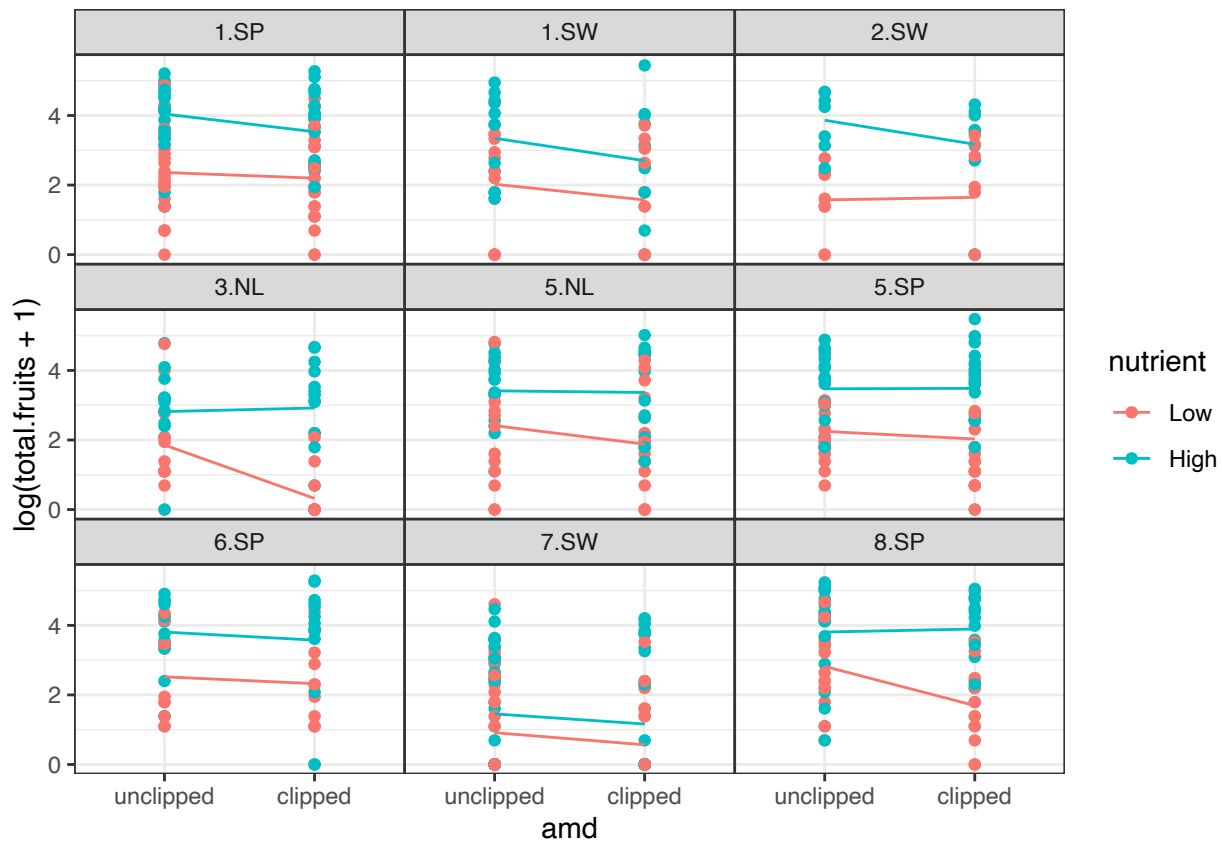 1.SP
1.SW
2.SW
4
2
0
3.NL
5.NL
5.SP
4
2
0
6.SP
7.SW
8.SP
4
2
0
unclipped
clipped
unclipped
clipped
unclipped
clipped
amd
log(total.fruits + 1)
nutrient
Low
High